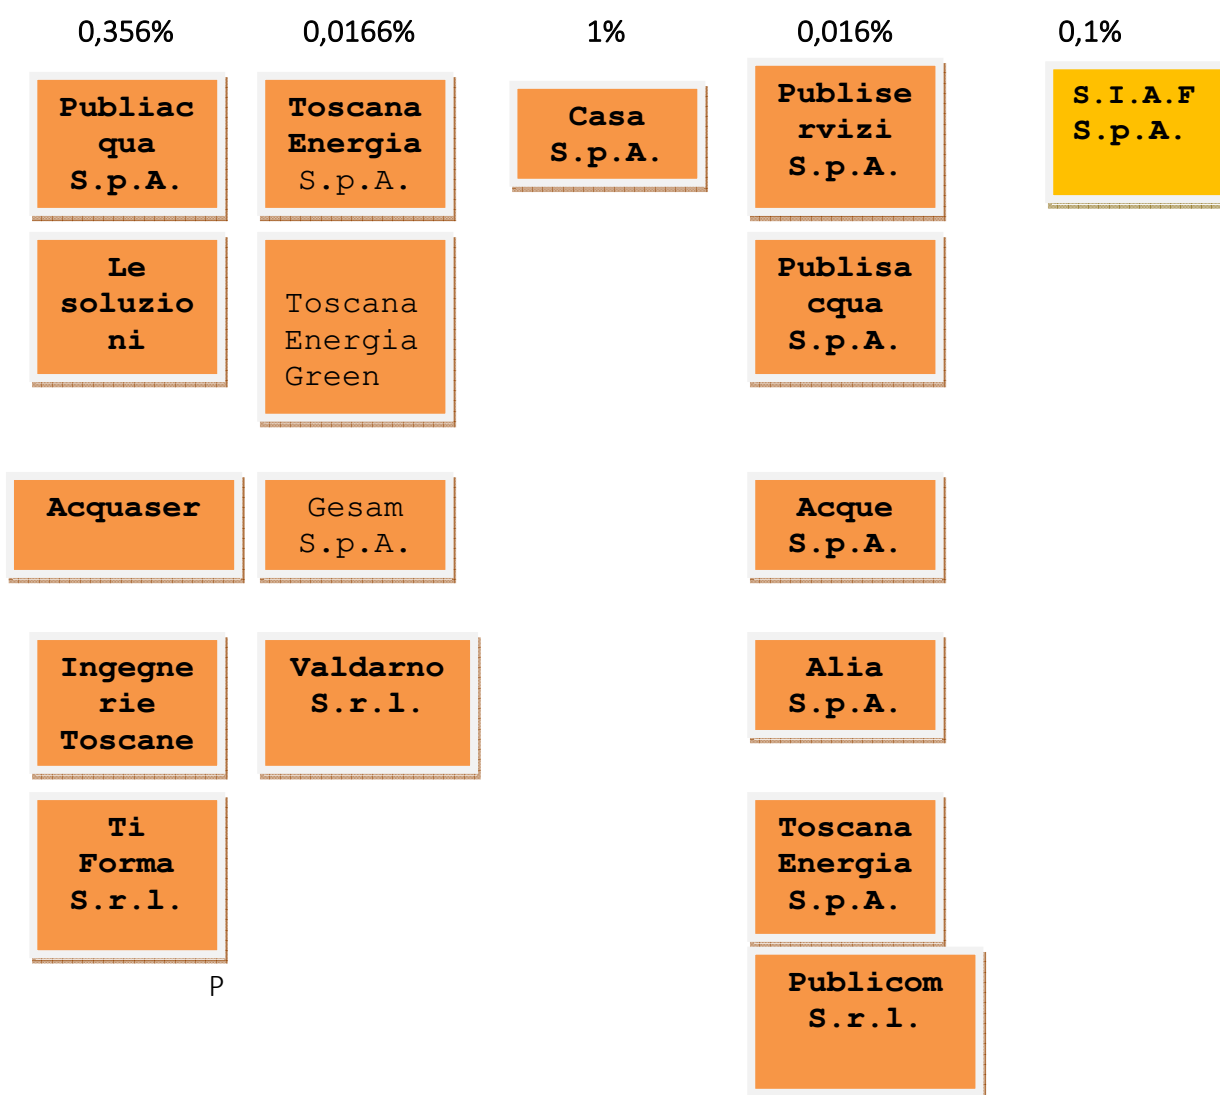 0,356%
0,0166%
1%
0,016%
0,1%
Publiac
qua
S.p.A.
Toscana
Energia
S.p.A.
Casa
S.p.A.
Publise
rvizi
S.p.A.
S.I.A.F
S.p.A.
Le
soluzio
ni
Toscana
Energia
Green
Publisa
cqua
S.p.A.
Acquaser
Gesam
S.p.A.
Acque
S.p.A.
Ingegne
rie
Toscane
Valdarno
S.r.l.
Alia
S.p.A.
Ti
Forma
S.r.l.
Toscana
Energia
S.p.A.
P
Publicom
S.r.l.